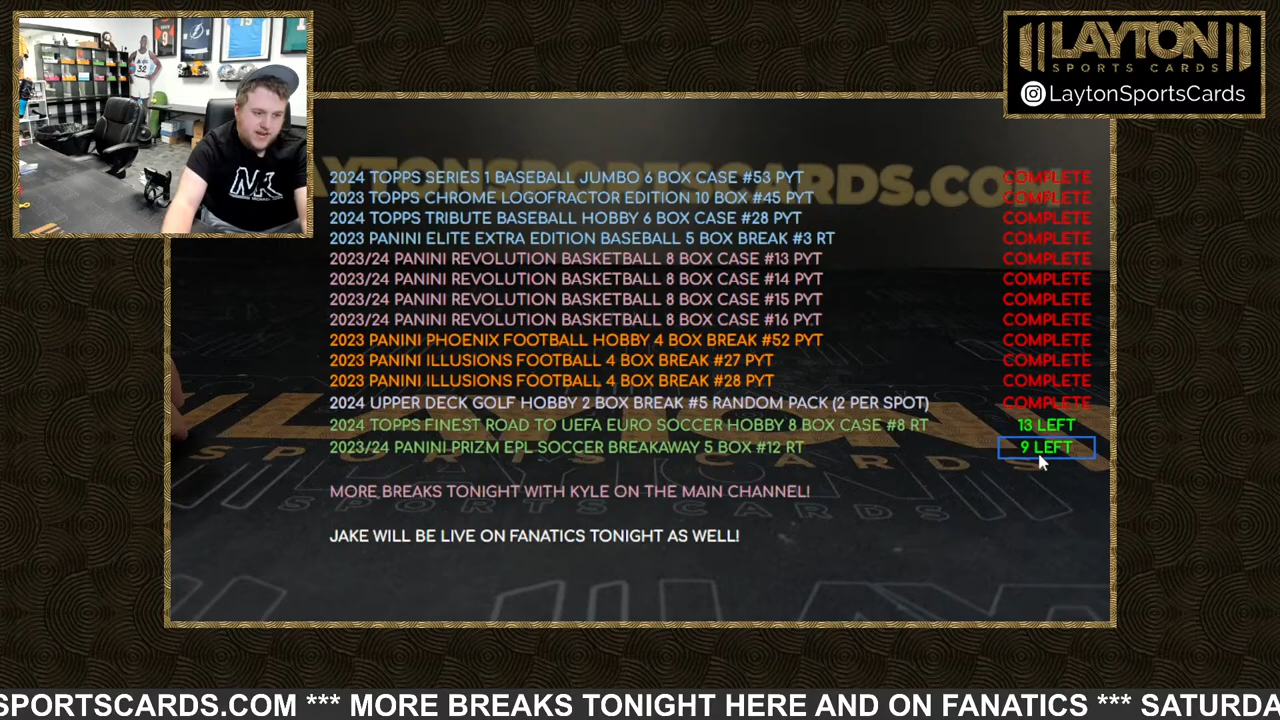 LAYTON
SPORTS CARDS
LaytonSportsCards
LAYTONSPORTSCARDS.COM
2024 TOPPS SERIES 1 BASEBALL JUMBO 6 BOX CASE #53 PYT COMPLETE
2023 TOPPS CHROME LOGOFRACTOR EDITION 10 BOX #45 PYT COMPLETE
2024 TOPPS TRIBUTE BASEBALL HOBBY 6 BOX CASE #28 PYT COMPLETE
2023 PANINI ELITE EXTRA EDITION BASEBALL 5 BOX BREAK #3 RT COMPLETE
2023/24 PANINI REVOLUTION BASKETBALL 8 BOX CASE #13 PYT COMPLETE
2023/24 PANINI REVOLUTION BASKETBALL 8 BOX CASE #14 PYT COMPLETE
2023/24 PANINI REVOLUTION BASKETBALL 8 BOX CASE #15 PYT COMPLETE
2023/24 PANINI REVOLUTION BASKETBALL 8 BOX CASE #16 PYT COMPLETE
2023 PANINI PHOENIX FOOTBALL HOBBY 4 BOX BREAK #52 PYT COMPLETE
2023 PANINI ILLUSIONS FOOTBALL 4 BOX BREAK #27 PYT COMPLETE
2023 PANINI ILLUSIONS FOOTBALL 4 BOX BREAK #28 PYT COMPLETE
2024 UPPER DECK GOLF HOBBY 2 BOX BREAK #5 RANDOM PACK (2 PER SPOT) COMPLETE
2024 TOPPS FINEST ROAD TO UEFA EURO SOCCER HOBBY 8 BOX CASE #8 RT 13 LEFT
2023/24 PANINI PRIZM EPL SOCCER BREAKAWAY 5 BOX #12 RT 9 LEFT
MORE BREAKS TONIGHT WITH KYLE ON THE MAIN CHANNEL!
JAKE WILL BE LIVE ON FANATICS TONIGHT AS WELL!
SPORTSCARDS.COM *** MORE BREAKS TONIGHT HERE AND ON FANATICS *** SATURDA